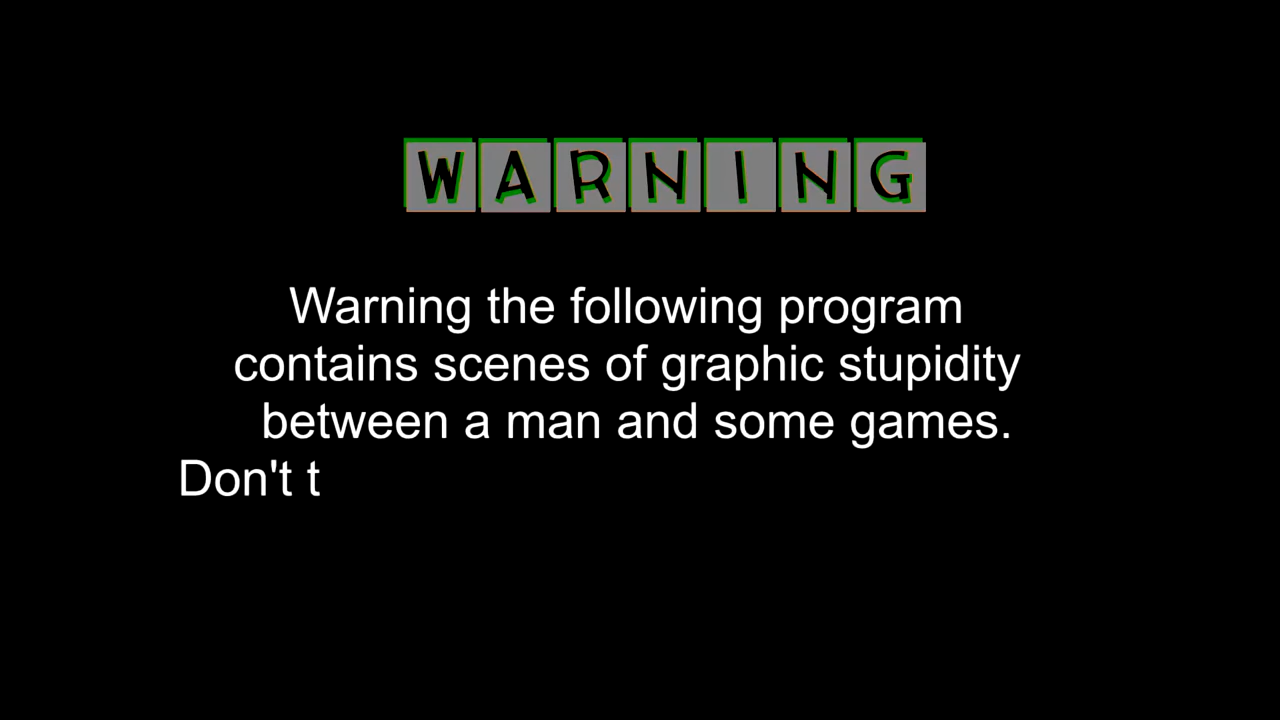 WARNING
Warning the following program
contains scenes of graphic stupidity
between a man and some games.
Don't t